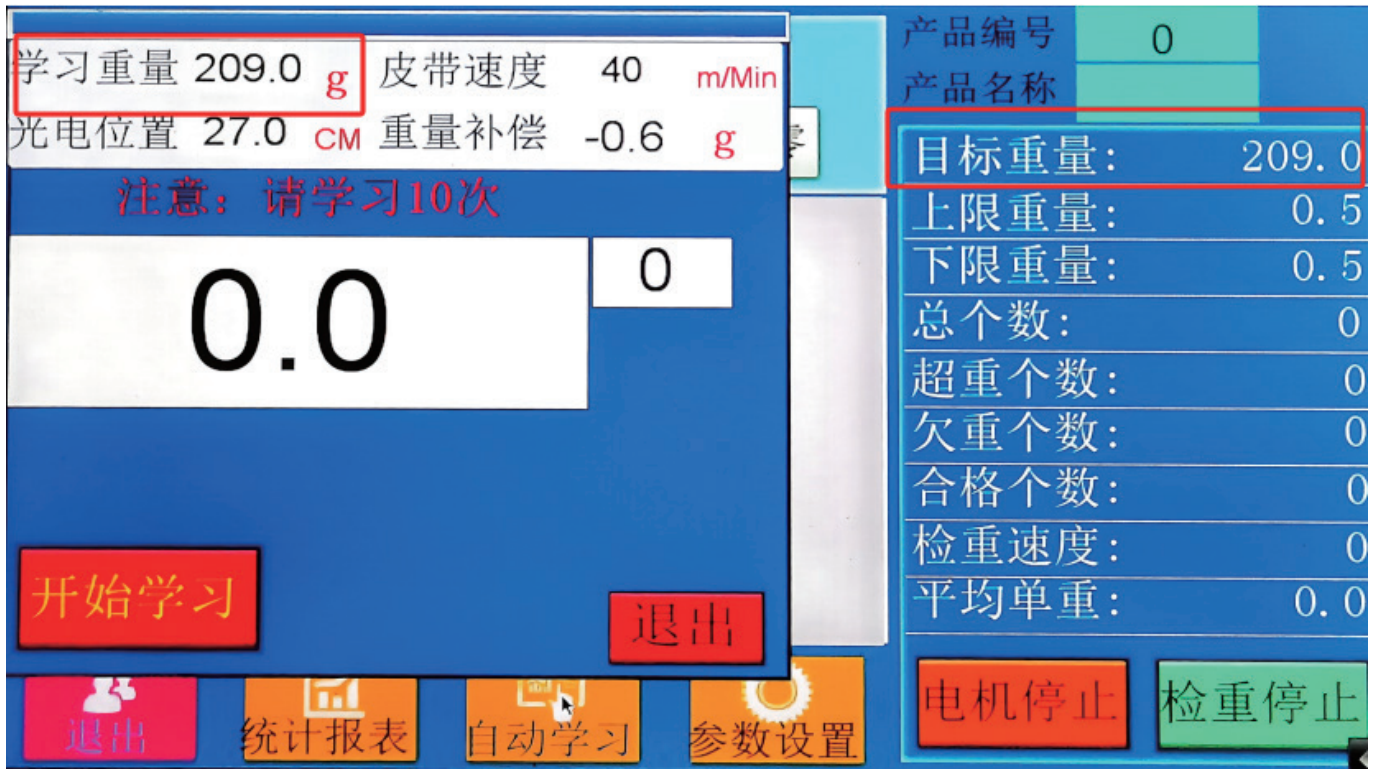 学习重量 209.0 g 皮带速度 40 m/Min
光电位置 27.0 CM 重量补偿 -0.6 g
注意：请学习10次
0.0
0
开始学习
退出
零
产品编号 0
产品名称
目标重量： 209.0
上限重量： 0.5
下限重量： 0.5
总个数： 0
超重个数： 0
欠重个数： 0
合格个数： 0
检重速度： 0
平均单重： 0.0
电机停止 检重停止
退出 统计报表 自动学习 参数设置